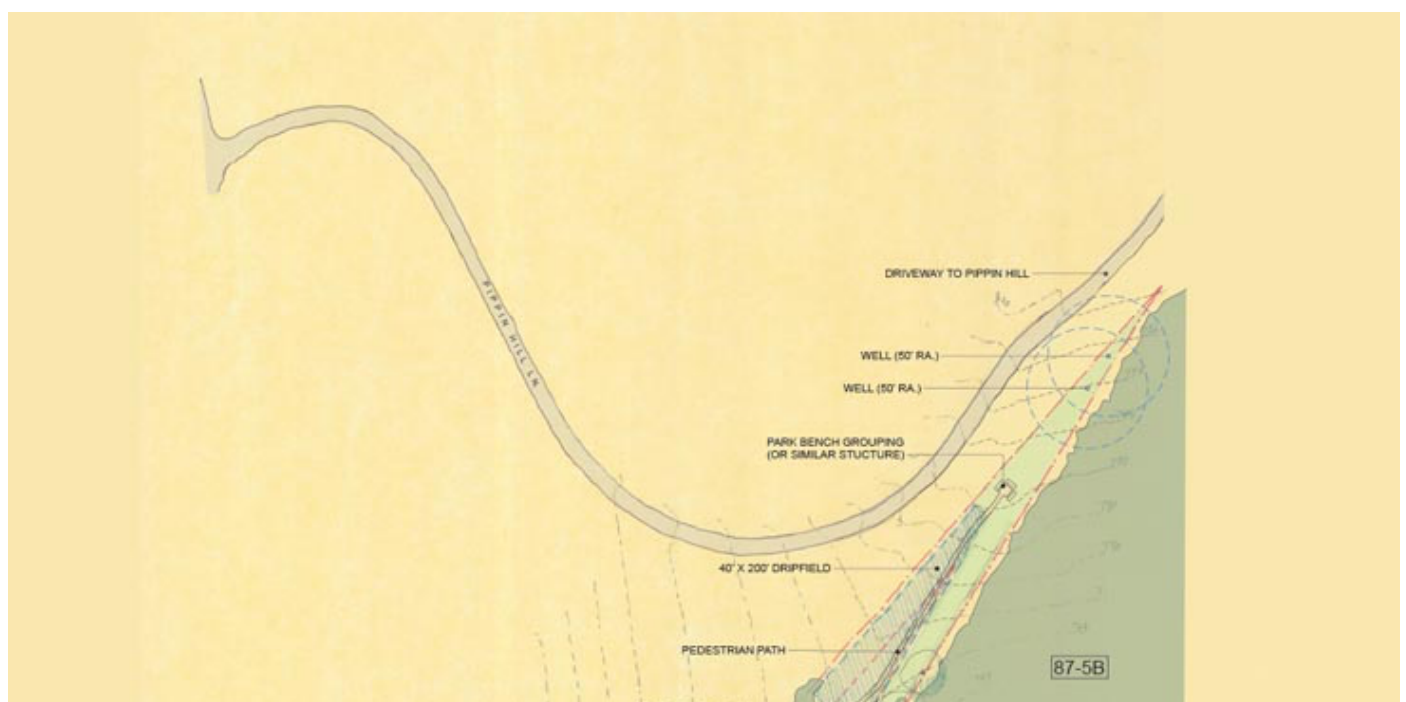 DRIVEWAY TO PIPPIN HILL
PIPPIN HILL LN
WELL (50' RA.)
WELL (50' RA.)
PARK BENCH GROUPING
(OR SIMILAR STUCTURE)
40' X 200' DRIPFIELD
PEDESTRIAN PATH
87-5B